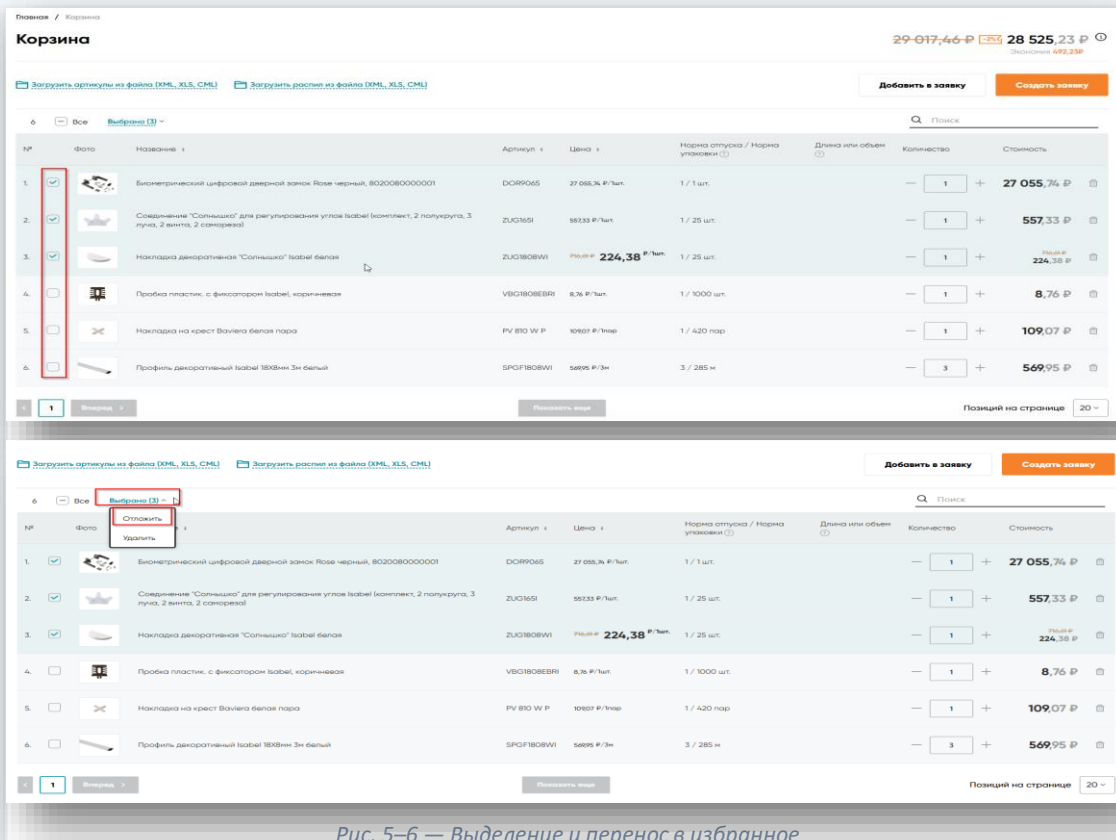 Главная / Корзина
Корзина
29 017,46 ₽ 28 525,23 ₽
Экономия 492,23₽
Загрузить артикулы из файла (XML, XLS, CML) Загрузить распил из файла (XML, XLS, CML) Добавить в заявку Создать заявку
6 Все Выбрано (3) Поиск
№ Фото Название Артикул Цена Норма отпуска / Норма упаковки Длина или объем Количество Стоимость
1. Биометрический цифровой дверной замок Rose черный, 8020080000001 DOR9065 27 055,74 ₽/1шт. 1 / 1 шт. 1 27 055,74 ₽
2. Соединение "Солнышко" для регулирования углов Isabel (комплект, 2 полукруга, 3 луча, 2 винта, 2 самореза) ZUG165I 557,33 ₽/1шт. 1 / 25 шт. 1 557,33 ₽
3. Накладка декоративная "Солнышко" Isabel белая ZUG1808WI 224,38 ₽/1шт. 1 / 25 шт. 1 224,38 ₽
4. Пробка пластик. с фиксатором Isabel, коричневая VBG1808EBRI 8,76 ₽/1шт. 1 / 1000 шт. 1 8,76 ₽
5. Накладка на крест Baviera белая пара PV 810 W P 109,07 ₽/1пар 1 / 420 пар 1 109,07 ₽
6. Профиль декоративный Isabel 18X8мм 3м белый SPGF1808WI 569,95 ₽/3м 3 / 285 м 3 569,95 ₽
1 Вперед Показать еще Позиций на странице 20
Загрузить артикулы из файла (XML, XLS, CML) Загрузить распил из файла (XML, XLS, CML) Добавить в заявку Создать заявку
6 Все Выбрано (3) Поиск
Отложить
Удалить
№ Фото Артикул Цена Норма отпуска / Норма упаковки Длина или объем Количество Стоимость
1. Биометрический цифровой дверной замок Rose черный, 8020080000001 DOR9065 27 055,74 ₽/1шт. 1 / 1 шт. 1 27 055,74 ₽
2. Соединение "Солнышко" для регулирования углов Isabel (комплект, 2 полукруга, 3 луча, 2 винта, 2 самореза) ZUG165I 557,33 ₽/1шт. 1 / 25 шт. 1 557,33 ₽
3. Накладка декоративная "Солнышко" Isabel белая ZUG1808WI 224,38 ₽/1шт. 1 / 25 шт. 1 224,38 ₽
4. Пробка пластик. с фиксатором Isabel, коричневая VBG1808EBRI 8,76 ₽/1шт. 1 / 1000 шт. 1 8,76 ₽
5. Накладка на крест Baviera белая пара PV 810 W P 109,07 ₽/1пар 1 / 420 пар 1 109,07 ₽
6. Профиль декоративный Isabel 18X8мм 3м белый SPGF1808WI 569,95 ₽/3м 3 / 285 м 3 569,95 ₽
1 Вперед Показать еще Позиций на странице 20
Рис. 5–6 — Выделение и перенос в избранное